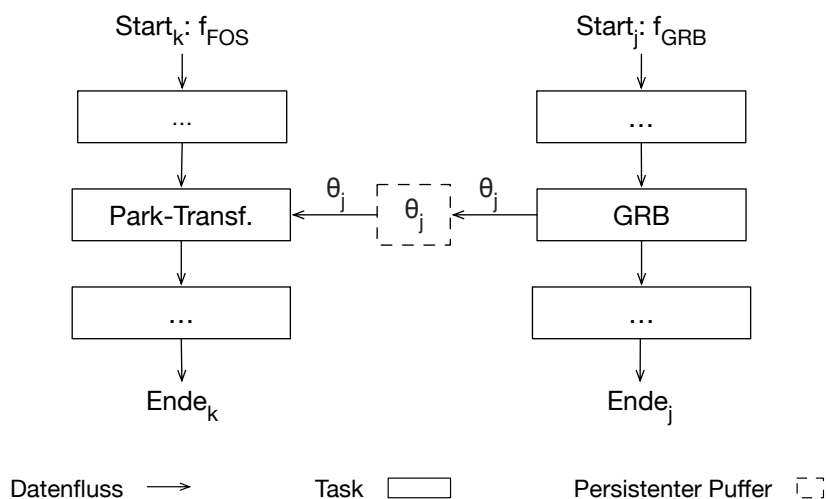 Start_k: f_FOS
Start_j: f_GRB
...
...
θ_j
θ_j
θ_j
Park-Transf.
GRB
...
...
Ende_k
Ende_j
Datenfluss
Task
Persistenter Puffer